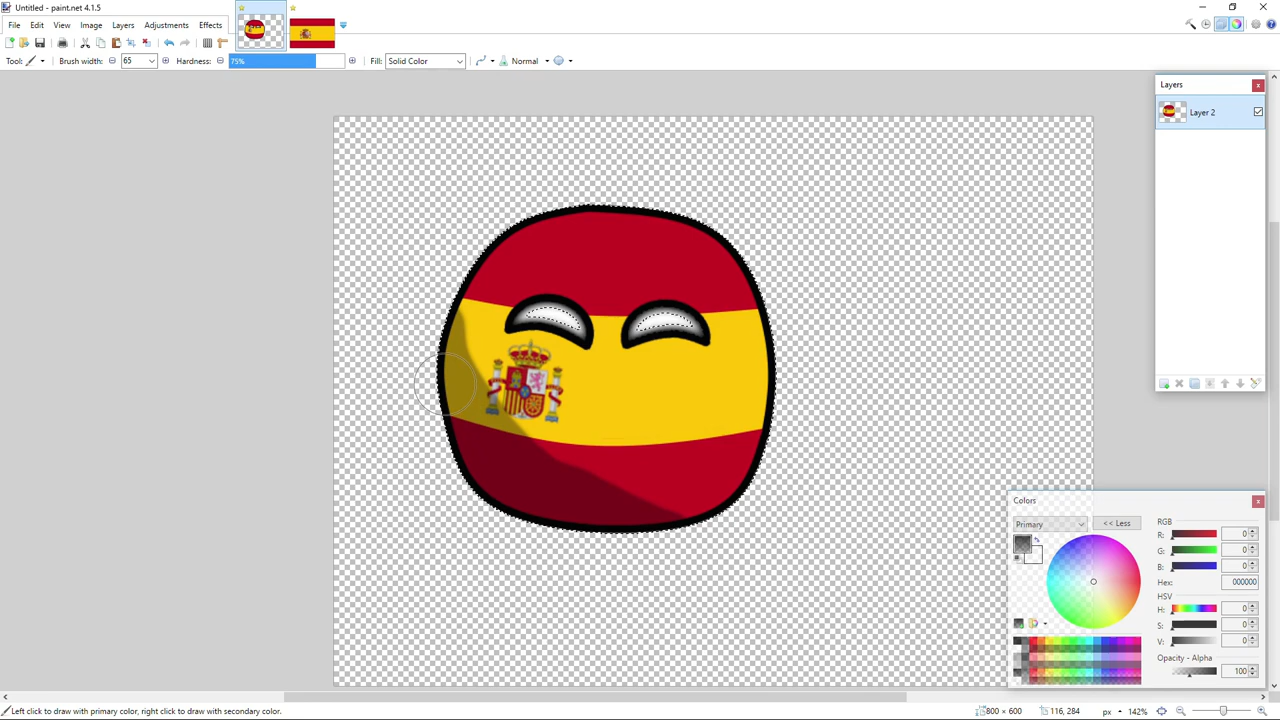 Untitled - paint.net 4.1.5
File Edit View Image Layers Adjustments Effects
Tool: Brush width: 65 Hardness: 75% Fill: Solid Color Normal
Layers
Layer 2
Colors
Primary << Less
RGB
R: 0
G: 0
B: 0
Hex: 000000
HSV
H: 0
S: 0
V: 0
Opacity - Alpha
100
Left click to draw with primary color, right click to draw with secondary color. 800 × 600 116, 284 px 142%